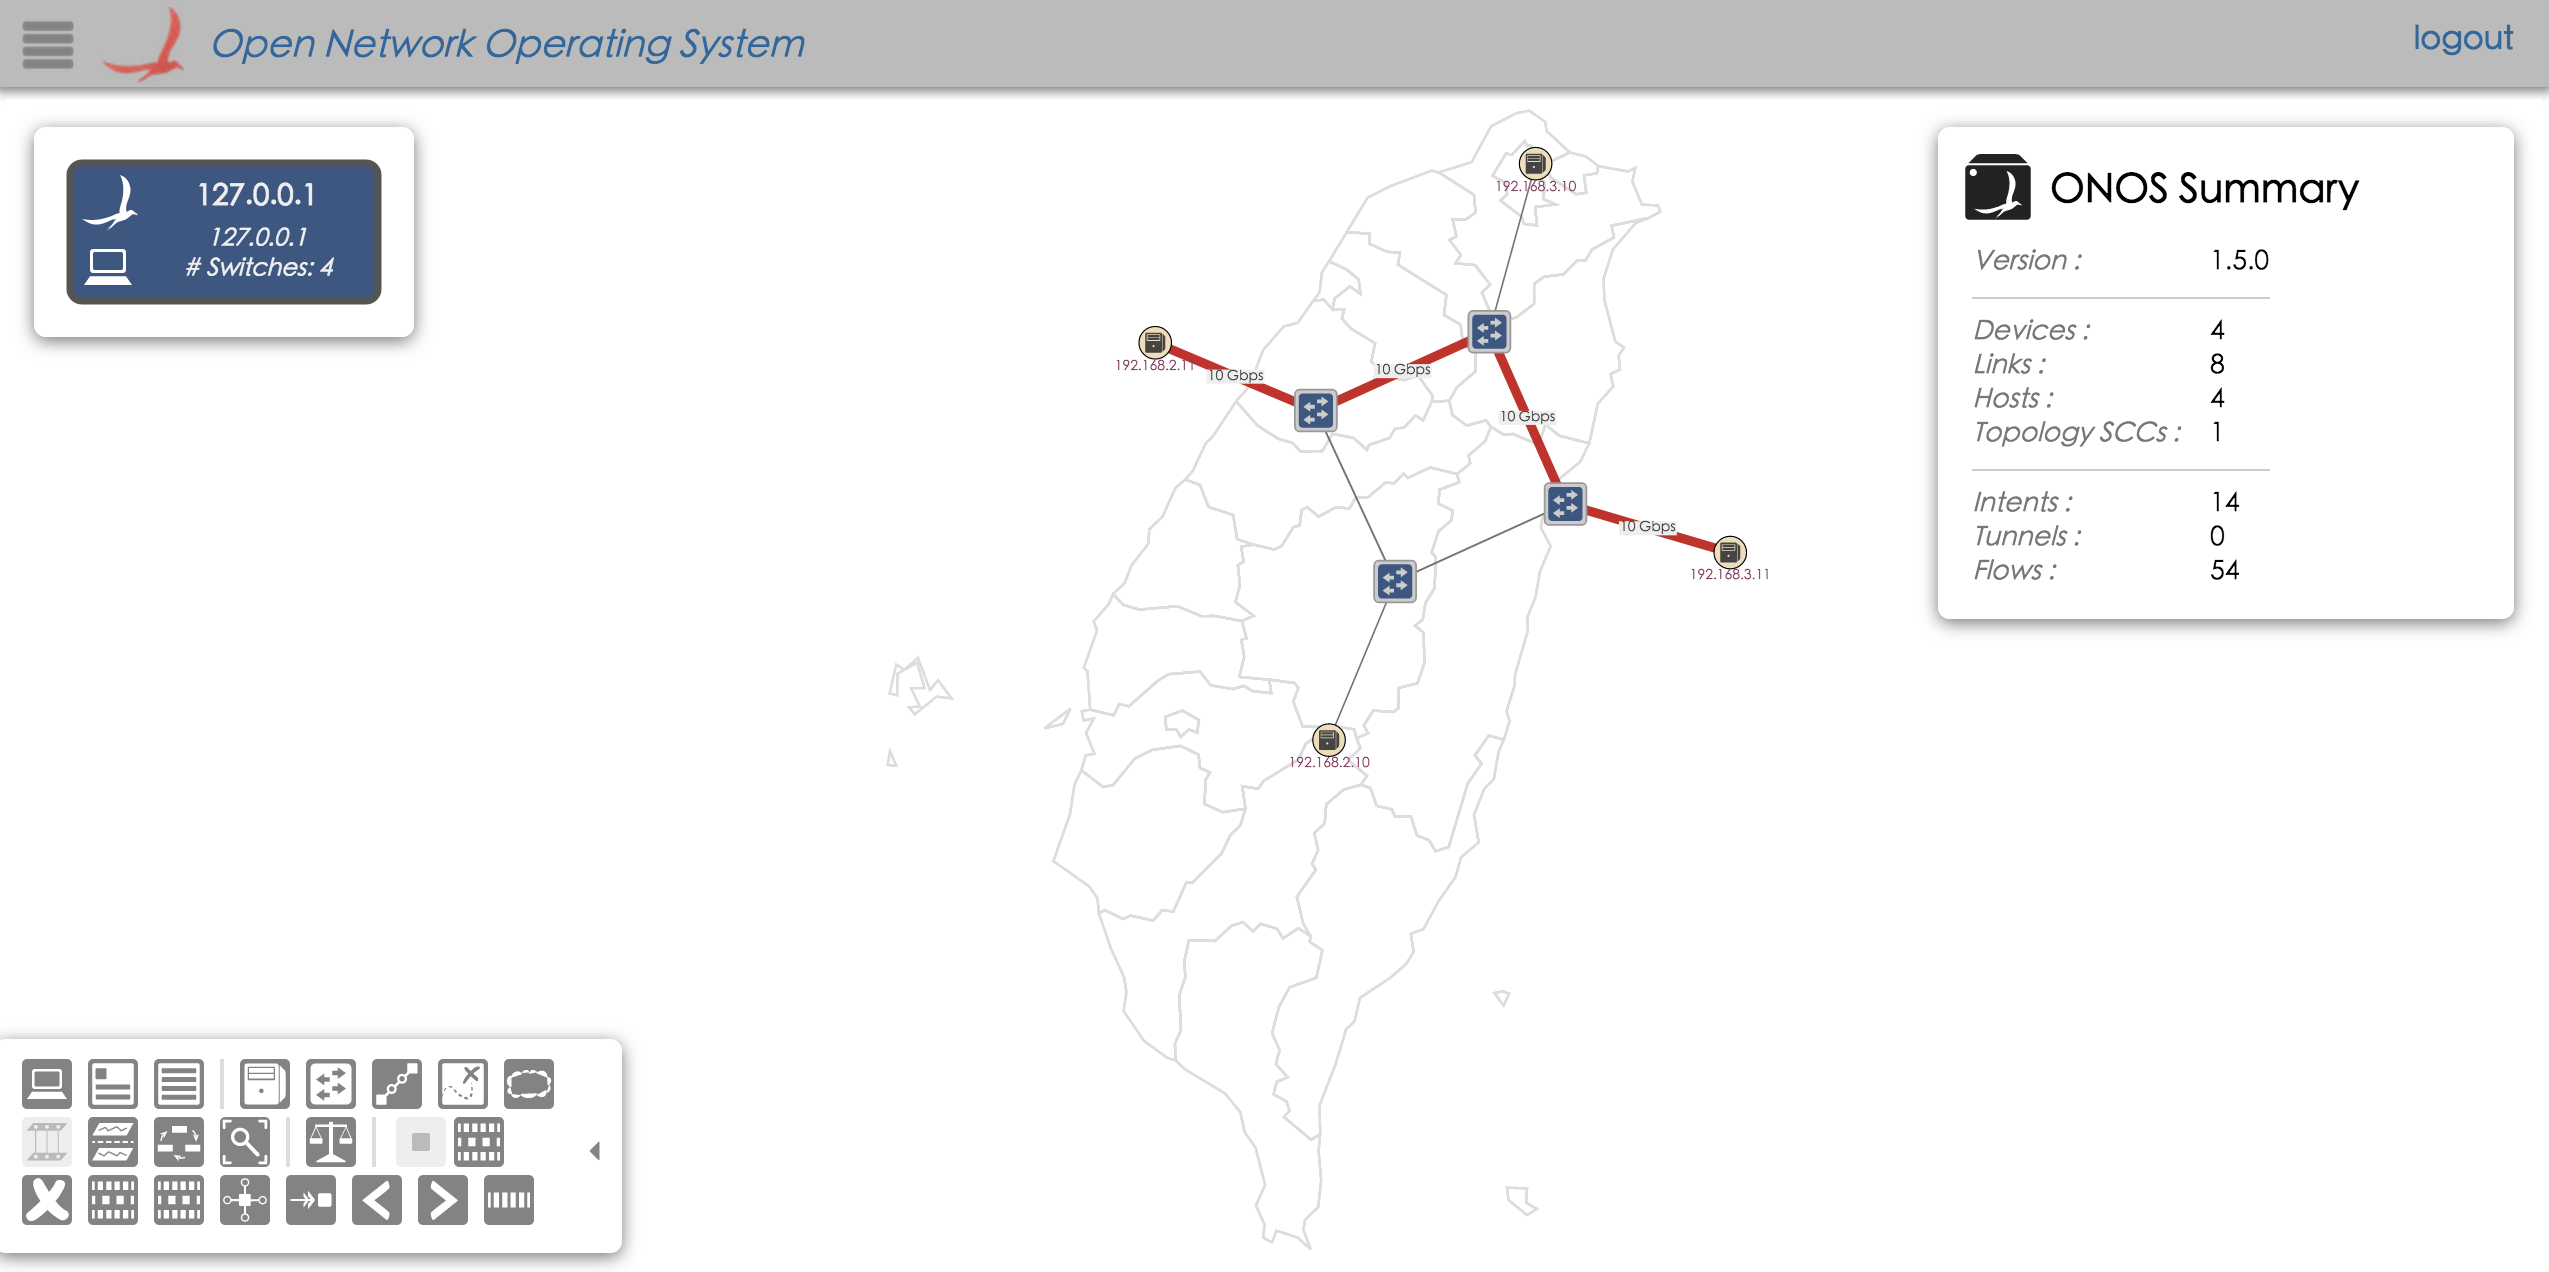 Open Network Operating System
logout
127.0.0.1
127.0.0.1
# Switches: 4
ONOS Summary
Version : 1.5.0
Devices : 4
Links : 8
Hosts : 4
Topology SCCs : 1
Intents : 14
Tunnels : 0
Flows : 54
192.168.3.10
192.168.2.11
10 Gbps
10 Gbps
10 Gbps
10 Gbps
192.168.3.11
192.168.2.10